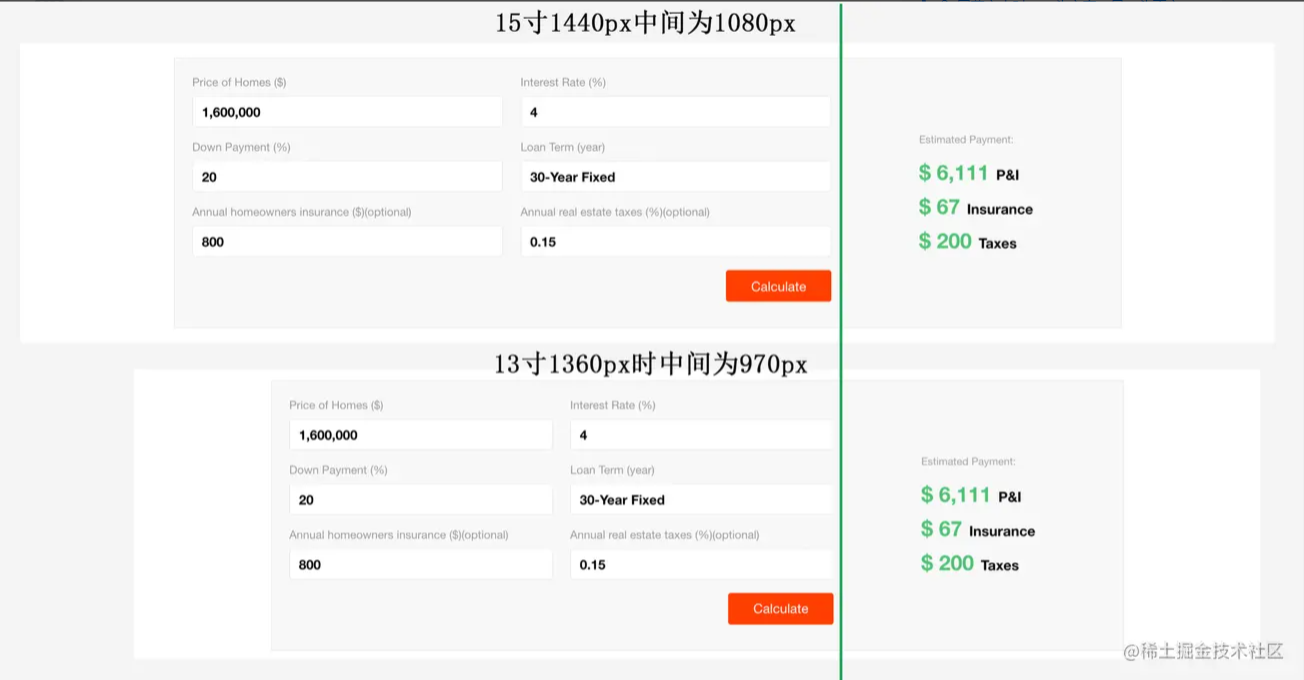 15寸1440px中间为1080px
Price of Homes ($)
Interest Rate (%)
1,600,000
4
Down Payment (%)
Loan Term (year)
20
30-Year Fixed
Annual homeowners insurance ($)(optional)
Annual real estate taxes (%)(optional)
800
0.15
Calculate
Estimated Payment:
$ 6,111 P&I
$ 67 Insurance
$ 200 Taxes
13寸1360px时中间为970px
Price of Homes ($)
Interest Rate (%)
1,600,000
4
Down Payment (%)
Loan Term (year)
20
30-Year Fixed
Annual homeowners insurance ($)(optional)
Annual real estate taxes (%)(optional)
800
0.15
Calculate
Estimated Payment:
$ 6,111 P&I
$ 67 Insurance
$ 200 Taxes
@稀土掘金技术社区